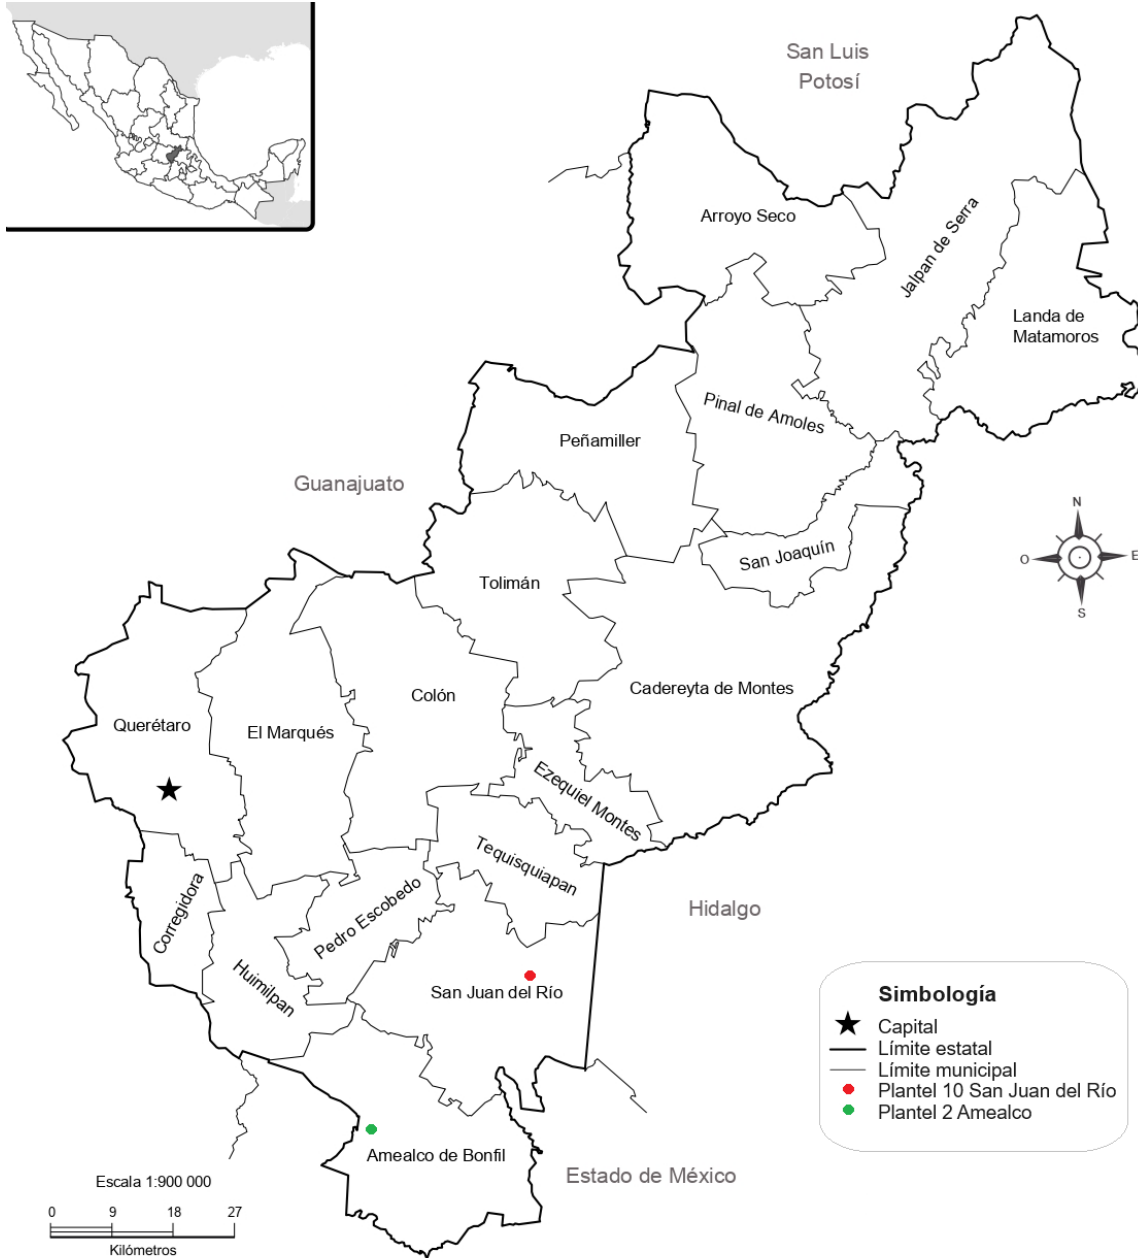 San Luis
Potosí
Arroyo Seco
Jalpan de Serra
Landa de
Matamoros
Pinal de Amoles
Peñamiller
Guanajuato
San Joaquín
Tolimán
N
O
E
S
Cadereyta de Montes
Colón
Querétaro
El Marqués
Ezequiel Montes
Tequisquiapan
Corregidora
Pedro Escobedo
Hidalgo
Huimilpan
San Juan del Río
Amealco de Bonfil
Estado de México
Simbología
Capital
Límite estatal
Límite municipal
Plantel 10 San Juan del Río
Plantel 2 Amealco
Escala 1:900 000
0 9 18 27
Kilómetros